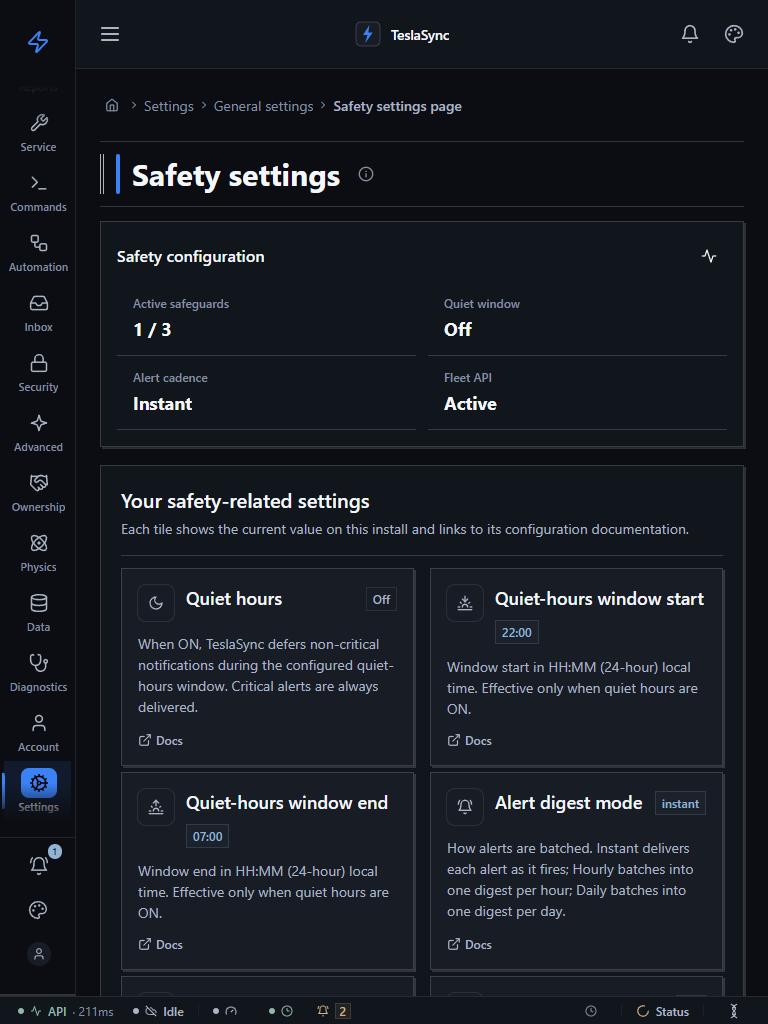 TeslaSync
Settings > General settings > Safety settings page
Safety settings
Safety configuration
Active safeguards
1 / 3
Quiet window
Off
Alert cadence
Instant
Fleet API
Active
Your safety-related settings
Each tile shows the current value on this install and links to its configuration documentation.
Quiet hours
Off
When ON, TeslaSync defers non-critical
notifications during the configured quiet-
hours window. Critical alerts are always
delivered.
Docs
Quiet-hours window start
22:00
Window start in HH:MM (24-hour) local
time. Effective only when quiet hours are
ON.
Docs
Quiet-hours window end
07:00
Window end in HH:MM (24-hour) local
time. Effective only when quiet hours are
ON.
Docs
Alert digest mode
instant
How alerts are batched. Instant delivers
each alert as it fires; Hourly batches into
one digest per hour; Daily batches into
one digest per day.
Docs
Service
Commands
Automation
Inbox
Security
Advanced
Ownership
Physics
Data
Diagnostics
Account
Settings
1
API · 211ms
Idle
2
Status